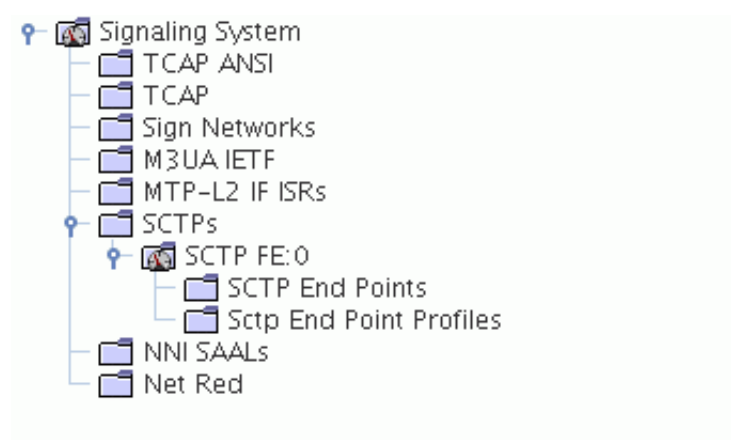 Signaling System
TCAP ANSI
TCAP
Sign Networks
M3UA IETF
MTP-L2 IF ISRs
SCTPs
SCTP FE:0
SCTP End Points
Sctp End Point Profiles
NNI SAALs
Net Red